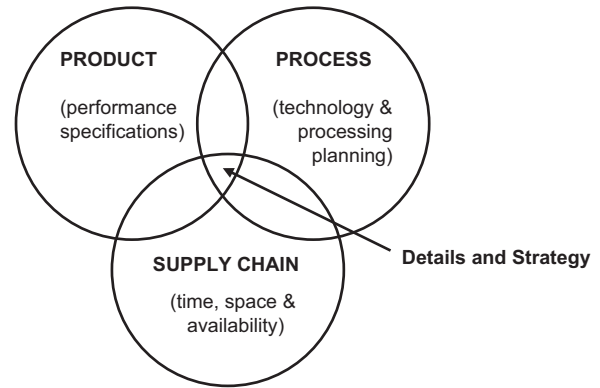 PRODUCT
(performance
specifications)
PROCESS
(technology &
processing
planning)
SUPPLY CHAIN
(time, space &
availability)
Details and Strategy